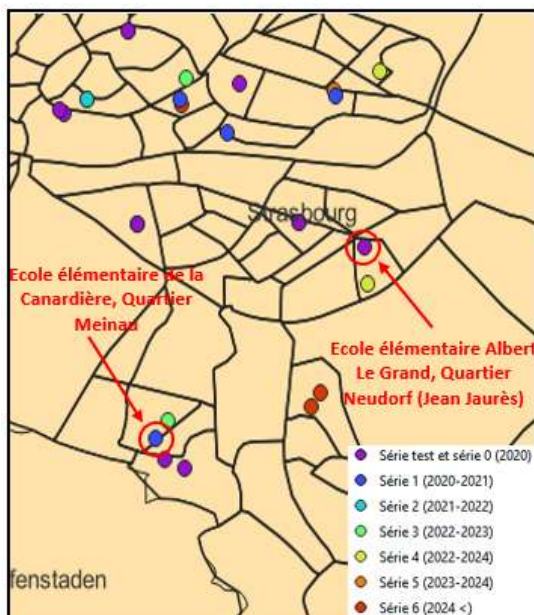 Strasbourg
Ecole élémentaire de la
Canardière, Quartier
Meinau
Ecole élémentaire Albert
Le Grand, Quartier
Neudorf (Jean Jaurès)
Série test et série 0 (2020)
Série 1 (2020-2021)
Série 2 (2021-2022)
Série 3 (2022-2023)
Série 4 (2022-2024)
Série 5 (2023-2024)
Série 6 (2024 <)
fenstaden